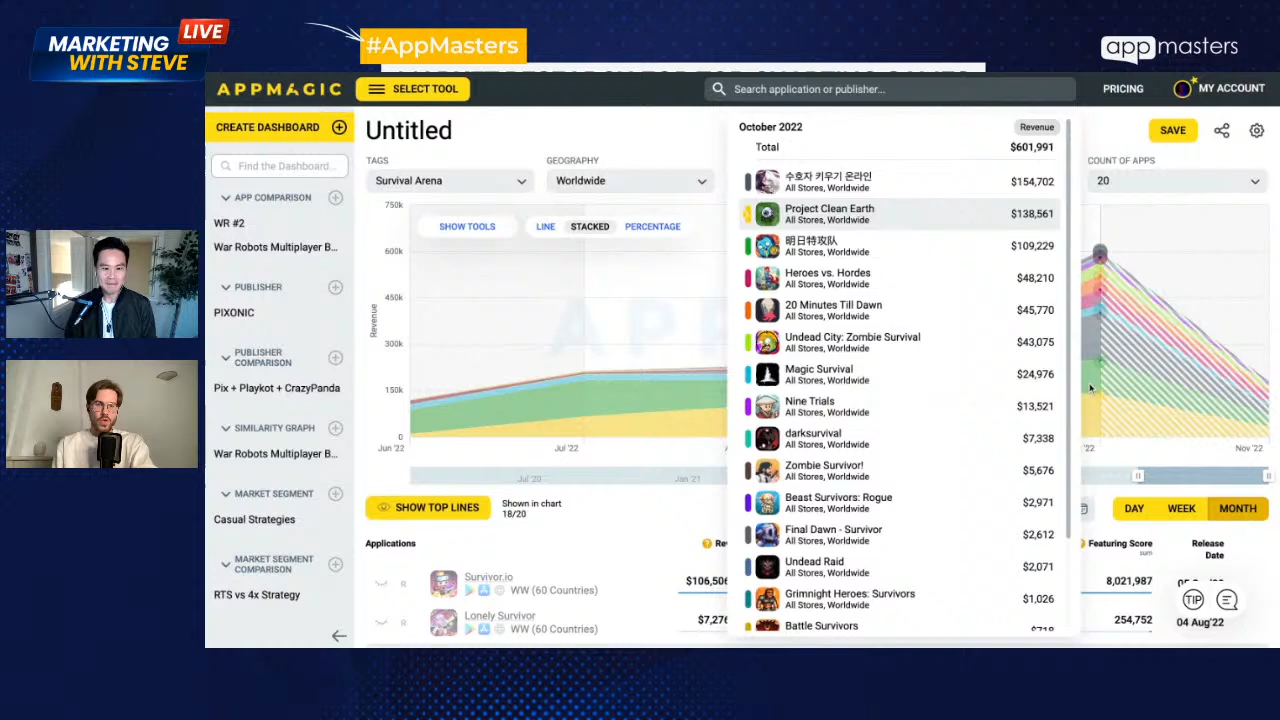 MARKETING LIVE
WITH STEVE
#AppMasters
appmasters
APPMAGIC
SELECT TOOL
Search application or publisher...
PRICING
MY ACCOUNT
CREATE DASHBOARD
Find the Dashboard...
APP COMPARISON
WR #2
War Robots Multiplayer B...
PUBLISHER
PIXONIC
PUBLISHER
COMPARISON
Pix + Playkot + CrazyPanda
SIMILARITY GRAPH
War Robots Multiplayer B...
MARKET SEGMENT
Casual Strategies
MARKET SEGMENT
COMPARISON
RTS vs 4x Strategy
Untitled
SAVE
TAGS
GEOGRAPHY
COUNT OF APPS
Survival Arena
Worldwide
20
SHOW TOOLS
LINE
STACKED
PERCENTAGE
Revenue
750k
600k
450k
300k
150k
0
Jun '22
Jul '22
'22
Nov '22
Jul '20
Jan '21
October 2022
Revenue
Total
$601,991
수호자 키우기 온라인
All Stores, Worldwide
$154,702
Project Clean Earth
All Stores, Worldwide
$138,561
明日特攻队
All Stores, Worldwide
$109,229
Heroes vs. Hordes
All Stores, Worldwide
$48,210
20 Minutes Till Dawn
All Stores, Worldwide
$45,770
Undead City: Zombie Survival
All Stores, Worldwide
$43,075
Magic Survival
All Stores, Worldwide
$24,976
Nine Trials
All Stores, Worldwide
$13,521
darksurvival
All Stores, Worldwide
$7,338
Zombie Survivor!
All Stores, Worldwide
$5,676
Beast Survivors: Rogue
All Stores, Worldwide
$2,971
Final Dawn - Survivor
All Stores, Worldwide
$2,612
Undead Raid
All Stores, Worldwide
$2,071
Grimnight Heroes: Survivors
All Stores, Worldwide
$1,026
Battle Survivors
SHOW TOP LINES
Shown in chart
18/20
DAY
WEEK
MONTH
Applications
Featuring Score
sum
Release
Date
R
Survivor.io
WW (60 Countries)
$106,506
8,021,987
R
Lonely Survivor
WW (60 Countries)
$7,276
254,752
04 Aug'22
TIP